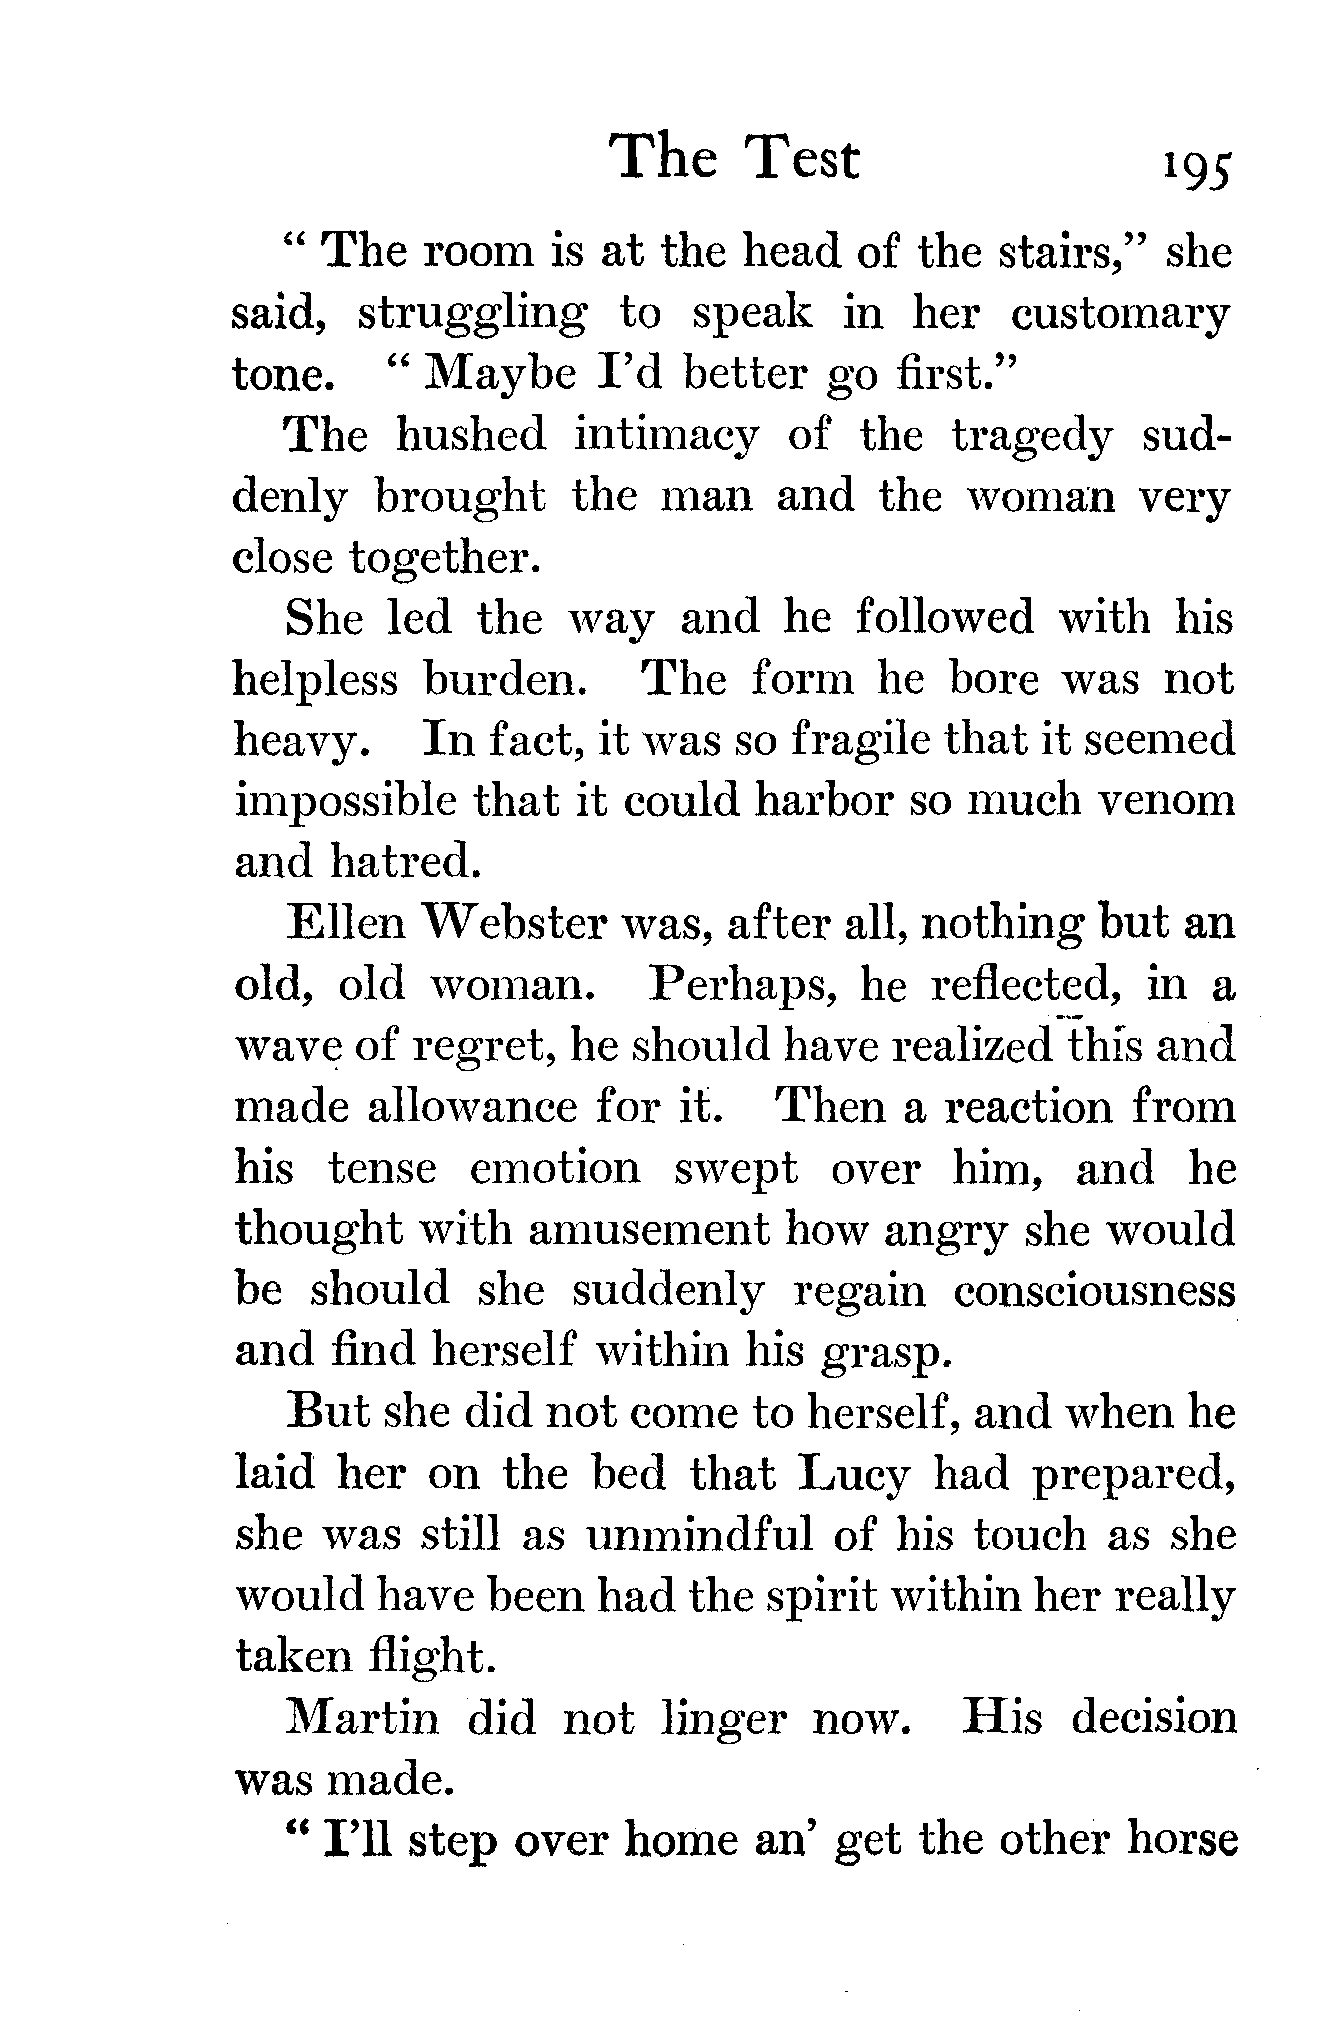 The Test 195
“ The room is at the head of the stairs,” she
said, struggling to speak in her customary
tone. “ Maybe I’d better go first.”
The hushed intimacy of the tragedy sud-
denly brought the man and the woman very
close together.
She led the way and he followed with his
helpless burden. The form he bore was not
heavy. In fact, it was so fragile that it seemed
impossible that it could harbor so much venom
and hatred.
Ellen Webster was, after all, nothing but an
old, old woman. Perhaps, he reflected, in a
wave of regret, he should have realized this and
made allowance for it. Then a reaction from
his tense emotion swept over him, and he
thought with amusement how angry she would
be should she suddenly regain consciousness
and find herself within his grasp.
But she did not come to herself, and when he
laid her on the bed that Lucy had prepared,
she was still as unmindful of his touch as she
would have been had the spirit within her really
taken flight.
Martin did not linger now. His decision
was made.
“ I’ll step over home an’ get the other horse